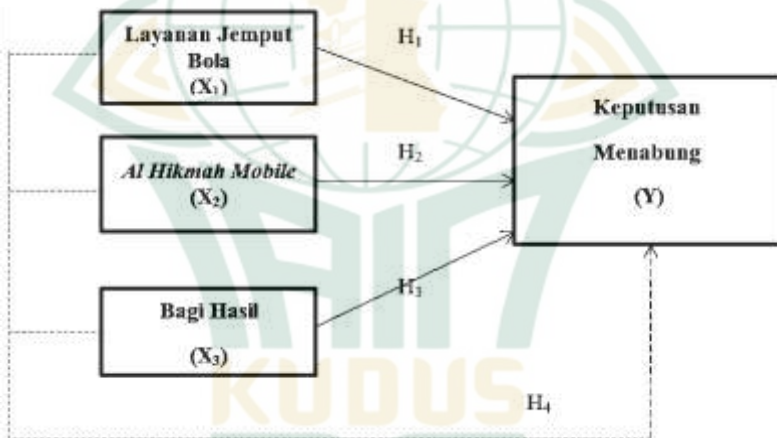 Layanan Jemput
Bola
(X₁)
H₁
Keputusan
Menabung
(Y)
Al Hikmah Mobile
(X₂)
H₂
Bagi Hasil
(X₃)
H₃
H₄
KUDUS